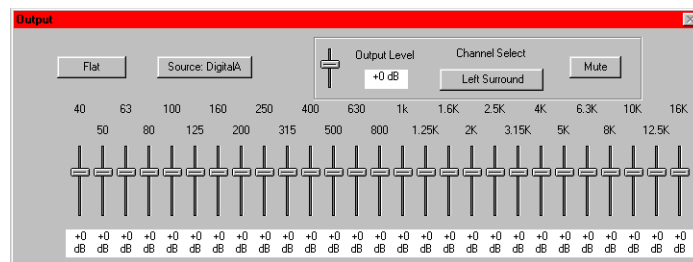 Output
Flat
Source: DigitalA
Output Level
+0 dB
Channel Select
Left Surround
Mute
40 63 100 160 250 400 630 1k 1.6K 2.5K 4K 6.3K 10K 16K
50 80 125 200 315 500 800 1.25K 2K 3.15K 5K 8K 12.5K
+0 +0 +0 +0 +0 +0 +0 +0 +0 +0 +0 +0 +0 +0 +0 +0 +0 +0 +0 +0 +0 +0 +0 +0 +0 +0 +0
dB dB dB dB dB dB dB dB dB dB dB dB dB dB dB dB dB dB dB dB dB dB dB dB dB dB dB